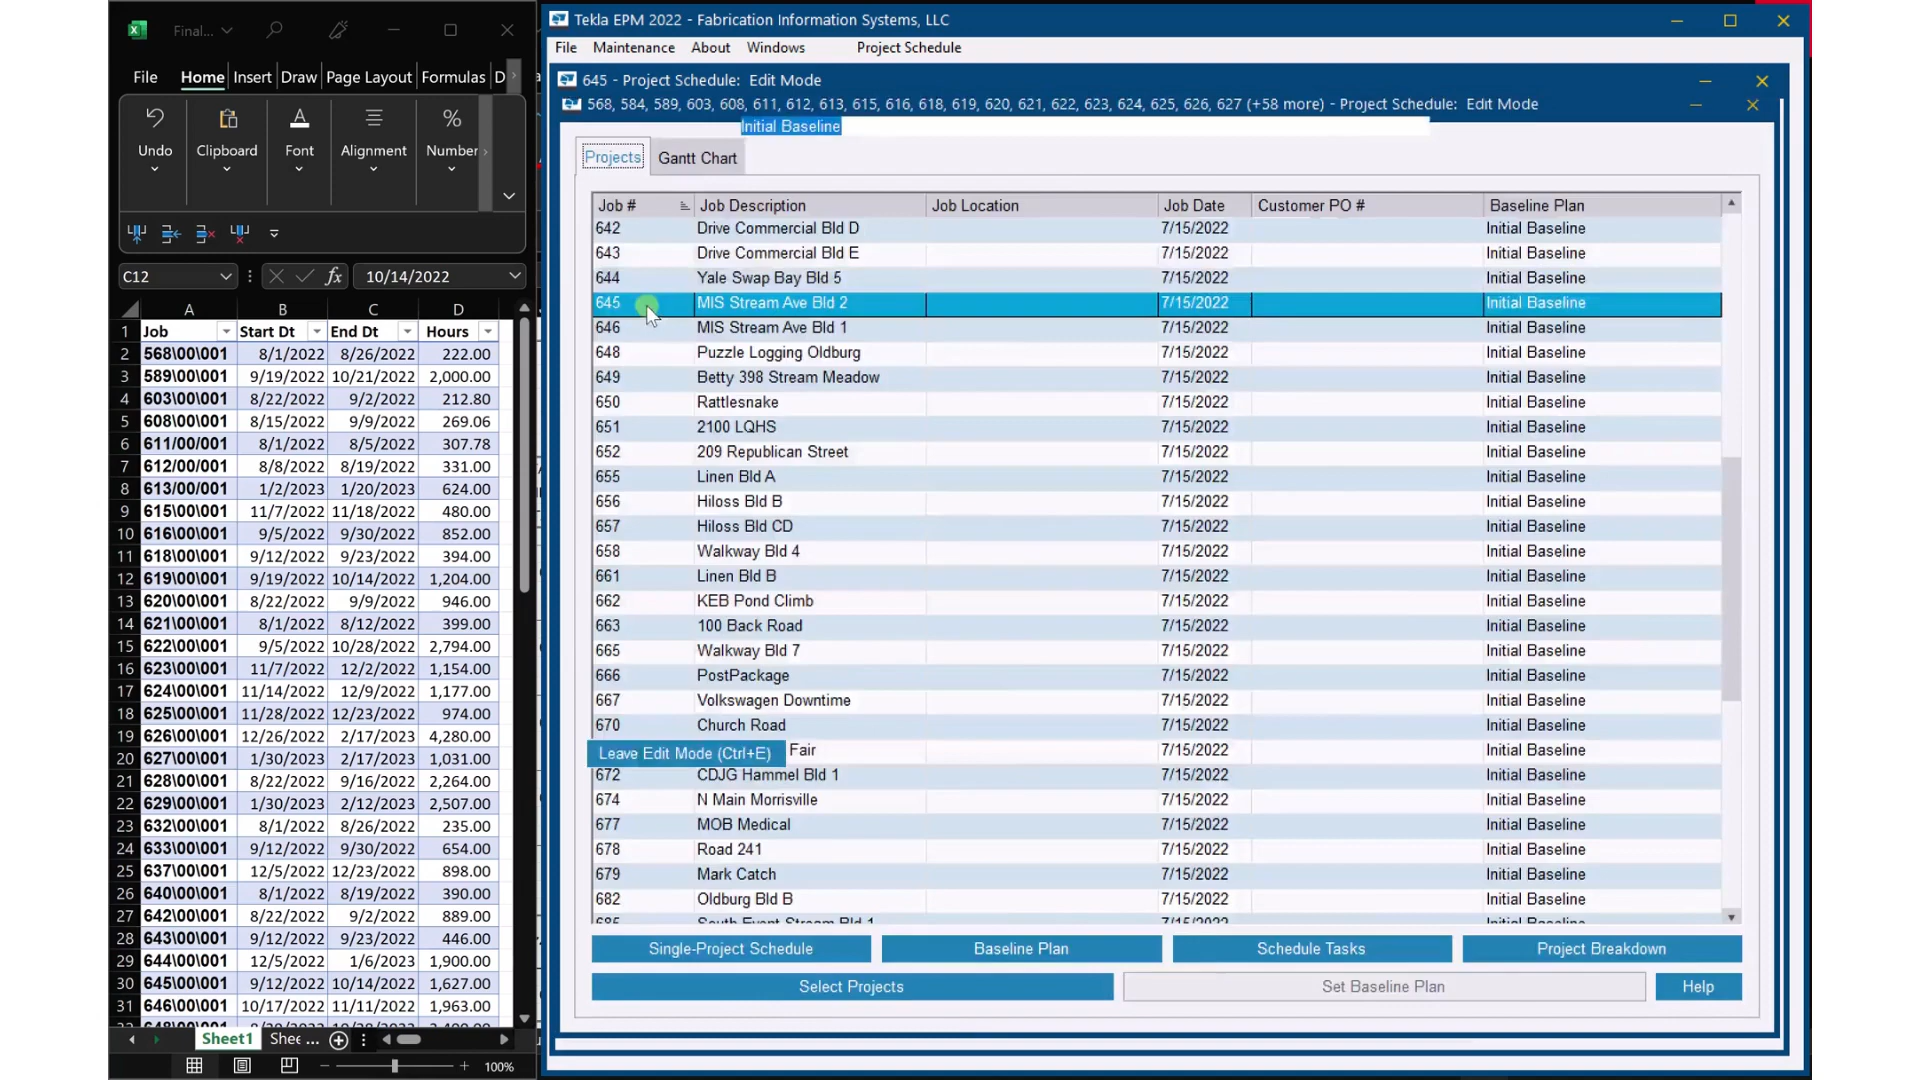 Final...
File Home Insert Draw Page Layout Formulas D
Undo Clipboard Font Alignment Number
C12 fx 10/14/2022
A B C D
1 Job Start Dt End Dt Hours
2 568\00\001 8/1/2022 8/26/2022 222.00
3 589\00\001 9/19/2022 10/21/2022 2,000.00
4 603\00\001 8/22/2022 9/2/2022 212.80
5 608\00\001 8/15/2022 9/9/2022 269.06
6 611/00/001 8/1/2022 8/5/2022 307.78
7 612/00/001 8/8/2022 8/19/2022 331.00
8 613/00/001 1/2/2023 1/20/2023 624.00
9 615\00\001 11/7/2022 11/18/2022 480.00
10 616\00\001 9/5/2022 9/30/2022 852.00
11 618\00\001 9/12/2022 9/23/2022 394.00
12 619\00\001 9/19/2022 10/14/2022 1,204.00
13 620\00\001 8/22/2022 9/9/2022 946.00
14 621\00\001 8/1/2022 8/12/2022 399.00
15 622\00\001 9/5/2022 10/28/2022 2,794.00
16 623\00\001 11/7/2022 12/2/2022 1,154.00
17 624\00\001 11/14/2022 12/9/2022 1,177.00
18 625\00\001 11/28/2022 12/23/2022 974.00
19 626\00\001 12/26/2022 2/17/2023 4,280.00
20 627\00\001 1/30/2023 2/17/2023 1,031.00
21 628\00\001 8/22/2022 9/16/2022 2,264.00
22 629\00\001 1/30/2023 2/12/2023 2,507.00
23 632\00\001 8/1/2022 8/26/2022 235.00
24 633\00\001 9/12/2022 9/30/2022 654.00
25 637\00\001 12/5/2022 12/23/2022 898.00
26 640\00\001 8/1/2022 8/19/2022 390.00
27 642\00\001 8/22/2022 9/2/2022 889.00
28 643\00\001 9/12/2022 9/23/2022 446.00
29 644\00\001 12/5/2022 1/6/2023 1,900.00
30 645\00\001 9/12/2022 10/14/2022 1,627.00
31 646\00\001 10/17/2022 11/11/2022 1,963.00
Sheet1 Shee ...
100%
Tekla EPM 2022 - Fabrication Information Systems, LLC
File Maintenance About Windows Project Schedule
645 - Project Schedule: Edit Mode
568, 584, 589, 603, 608, 611, 612, 613, 615, 616, 618, 619, 620, 621, 622, 623, 624, 625, 626, 627 (+58 more) - Project Schedule: Edit Mode
Initial Baseline
Projects Gantt Chart
Job # Job Description Job Location Job Date Customer PO # Baseline Plan
642 Drive Commercial Bld D 7/15/2022 Initial Baseline
643 Drive Commercial Bld E 7/15/2022 Initial Baseline
644 Yale Swap Bay Bld 5 7/15/2022 Initial Baseline
645 MIS Stream Ave Bld 2 7/15/2022 Initial Baseline
646 MIS Stream Ave Bld 1 7/15/2022 Initial Baseline
648 Puzzle Logging Oldburg 7/15/2022 Initial Baseline
649 Betty 398 Stream Meadow 7/15/2022 Initial Baseline
650 Rattlesnake 7/15/2022 Initial Baseline
651 2100 LQHS 7/15/2022 Initial Baseline
652 209 Republican Street 7/15/2022 Initial Baseline
655 Linen Bld A 7/15/2022 Initial Baseline
656 Hiloss Bld B 7/15/2022 Initial Baseline
657 Hiloss Bld CD 7/15/2022 Initial Baseline
658 Walkway Bld 4 7/15/2022 Initial Baseline
661 Linen Bld B 7/15/2022 Initial Baseline
662 KEB Pond Climb 7/15/2022 Initial Baseline
663 100 Back Road 7/15/2022 Initial Baseline
665 Walkway Bld 7 7/15/2022 Initial Baseline
666 PostPackage 7/15/2022 Initial Baseline
667 Volkswagen Downtime 7/15/2022 Initial Baseline
670 Church Road 7/15/2022 Initial Baseline
Leave Edit Mode (Ctrl+E) Fair 7/15/2022 Initial Baseline
672 CDJG Hammel Bld 1 7/15/2022 Initial Baseline
674 N Main Morrisville 7/15/2022 Initial Baseline
677 MOB Medical 7/15/2022 Initial Baseline
678 Road 241 7/15/2022 Initial Baseline
679 Mark Catch 7/15/2022 Initial Baseline
682 Oldburg Bld B 7/15/2022 Initial Baseline
685 South Event Stream Bld 1 7/15/2022 Initial Baseline
Single-Project Schedule Baseline Plan Schedule Tasks Project Breakdown
Select Projects Set Baseline Plan Help